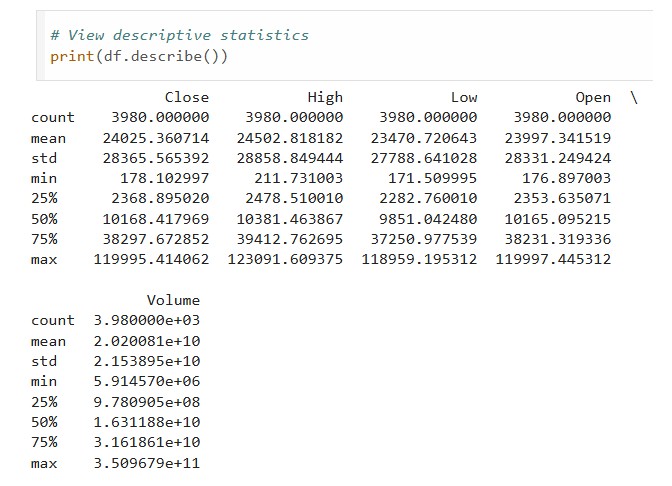 # View descriptive statistics
print(df.describe())
Close High Low Open \
count 3980.000000 3980.000000 3980.000000 3980.000000
mean 24025.360714 24502.818182 23470.720643 23997.341519
std 28365.565392 28858.849444 27788.641028 28331.249424
min 178.102997 211.731003 171.509995 176.897003
25% 2368.895020 2478.510010 2282.760010 2353.635071
50% 10168.417969 10381.463867 9851.042480 10165.095215
75% 38297.672852 39412.762695 37250.977539 38231.319336
max 119995.414062 123091.609375 118959.195312 119997.445312
Volume
count 3.980000e+03
mean 2.020081e+10
std 2.153895e+10
min 5.914570e+06
25% 9.780905e+08
50% 1.631188e+10
75% 3.161861e+10
max 3.509679e+11